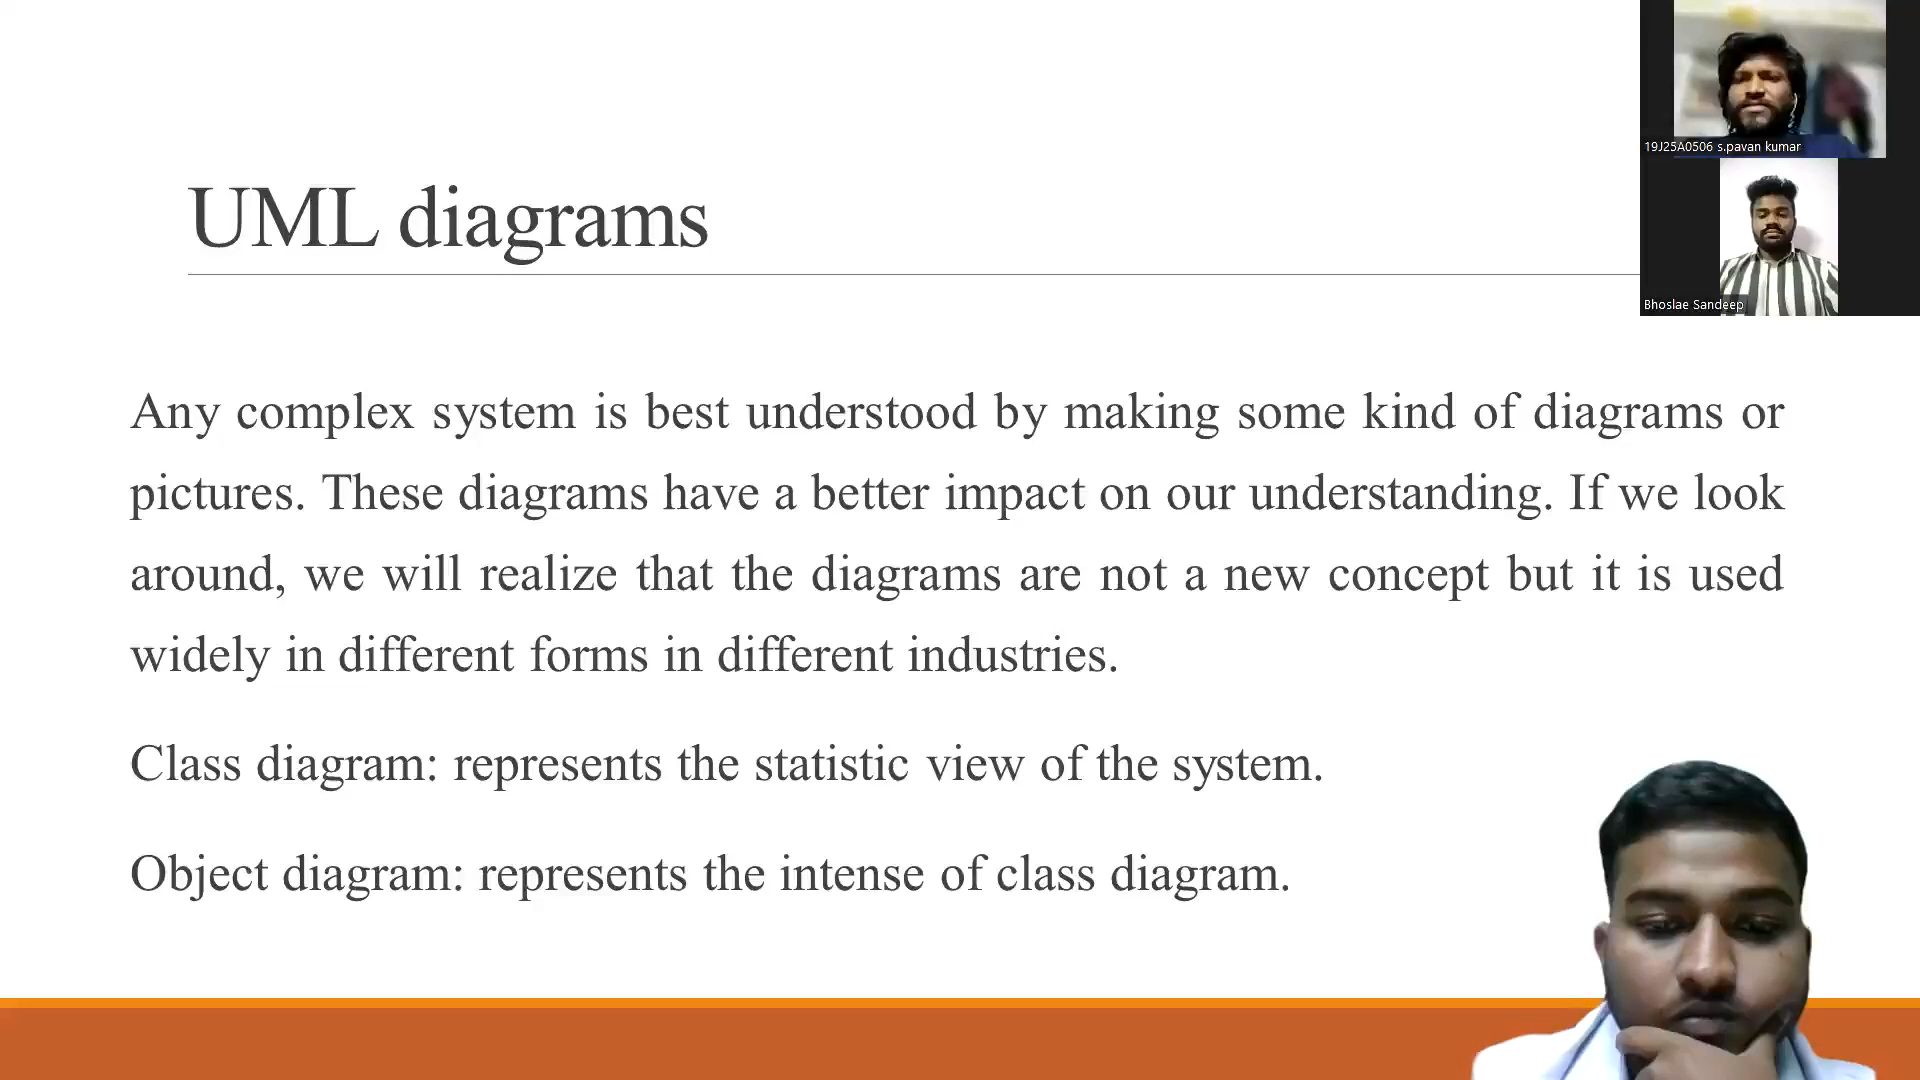 UML diagrams
19J25A0506 s.pavan kumar
Bhoslae Sandeep
Any complex system is best understood by making some kind of diagrams or
pictures. These diagrams have a better impact on our understanding. If we look
around, we will realize that the diagrams are not a new concept but it is used
widely in different forms in different industries.
Class diagram: represents the statistic view of the system.
Object diagram: represents the intense of class diagram.